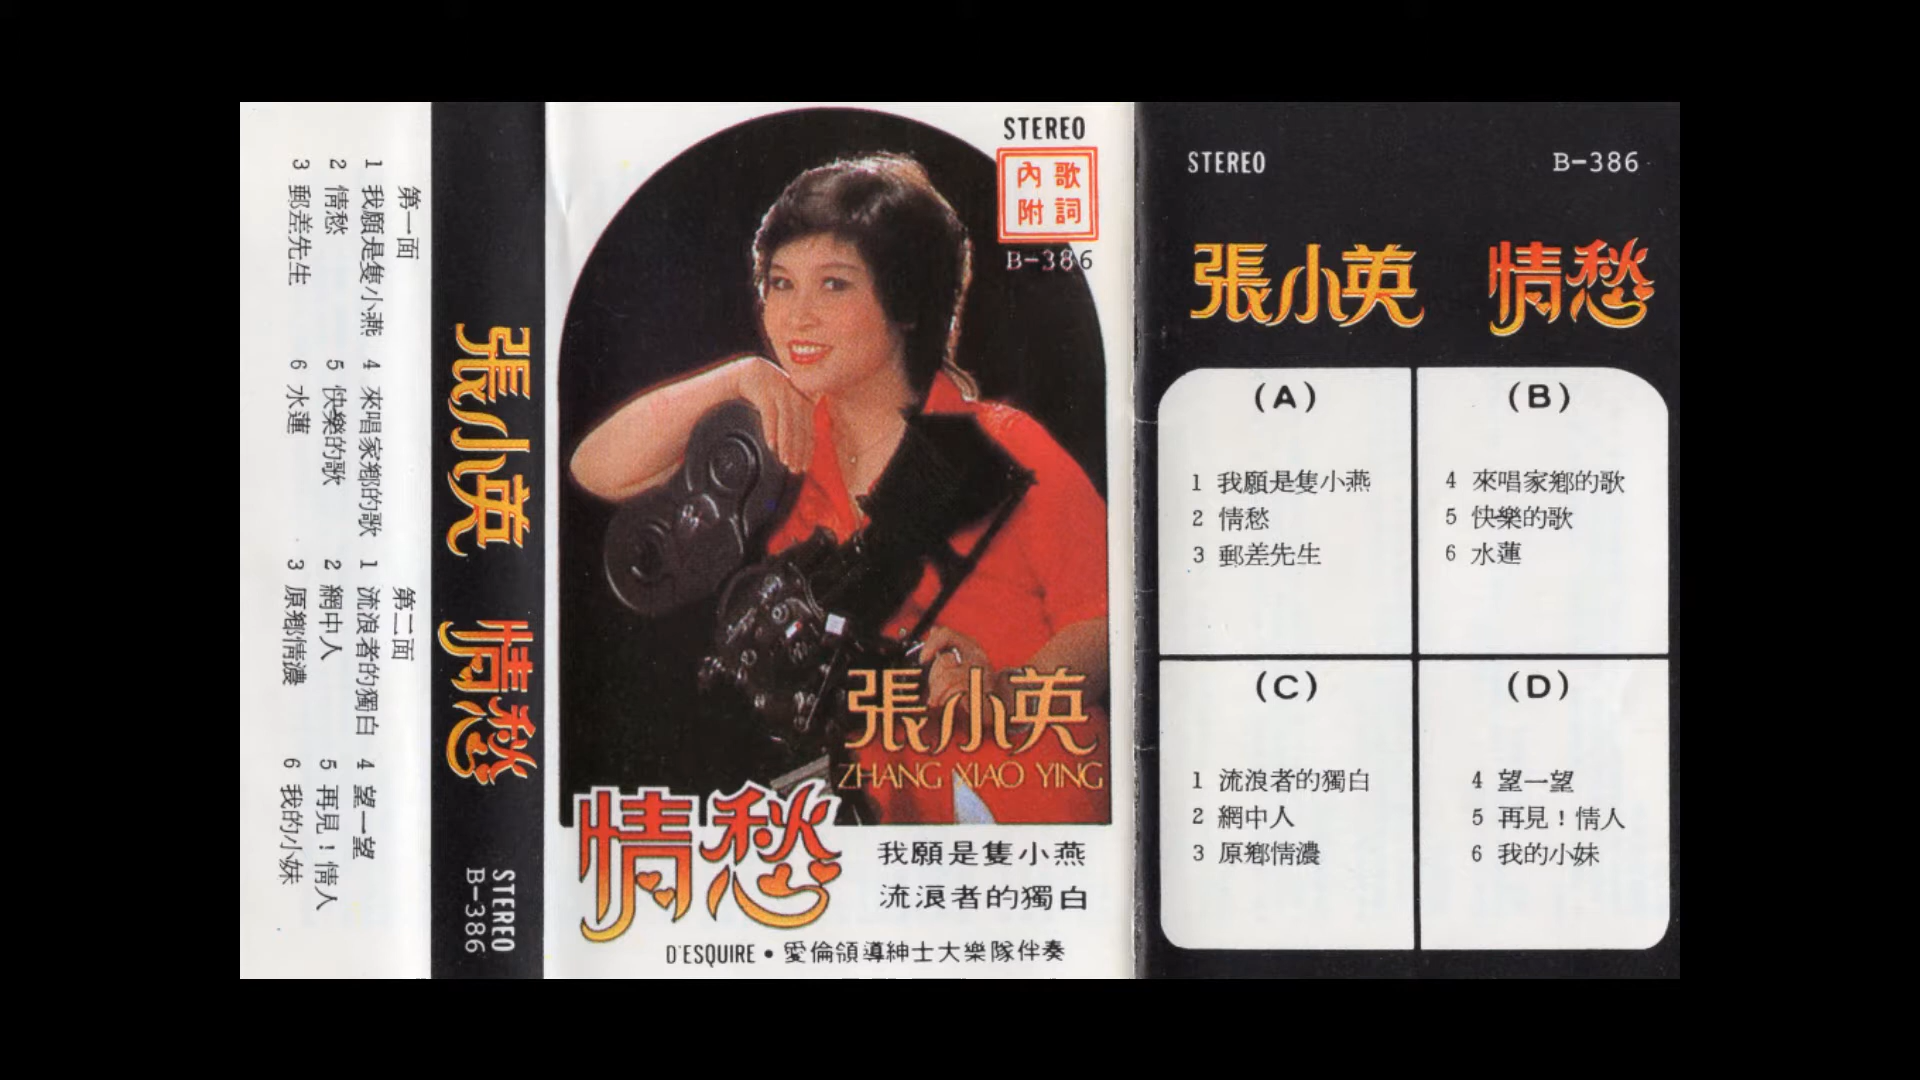 第一面
1 我願是隻小燕
2 情愁
3 郵差先生
4 來唱家鄉的歌
5 快樂的歌
6 水蓮
第二面
1 流浪者的獨白
2 網中人
3 原鄉情濃
4 望一望
5 再見！情人
6 我的小妹
張小英 情愁
STEREO
B-386
STEREO
內歌
附詞
B-386
張小英
ZHANG XIAO YING
情愁
我願是隻小燕
流浪者的獨白
D'ESQUIRE • 愛倫領導紳士大樂隊伴奏
STEREO B-386
張小英 情愁
(A)
1 我願是隻小燕
2 情愁
3 郵差先生
(B)
4 來唱家鄉的歌
5 快樂的歌
6 水蓮
(C)
1 流浪者的獨白
2 網中人
3 原鄉情濃
(D)
4 望一望
5 再見！情人
6 我的小妹